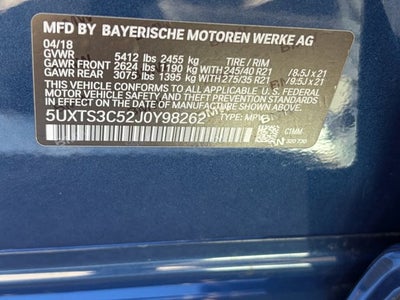 MFD BY BAYERISCHE MOTOREN WERKE AG
04/18
GVWR 5412 lbs 2455 kg TIRE / RIM
GAWR FRONT 2624 lbs 1190 kg WITH 245/40 R21 /8.5J x 21
GAWR REAR 3075 lbs 1395 kg WITH 275/35 R21 /9.5J x 21
THIS VEHICLE CONFORMS TO ALL APPLICABLE U.S. FEDERAL
MOTOR VEHICLE SAFETY STANDARDS IN EFFECT ON THE DATE
OF MANUFACTURE SHOWN ABOVE.
5UXTS3C52J0Y98262 TYPE: MPV
C1MM